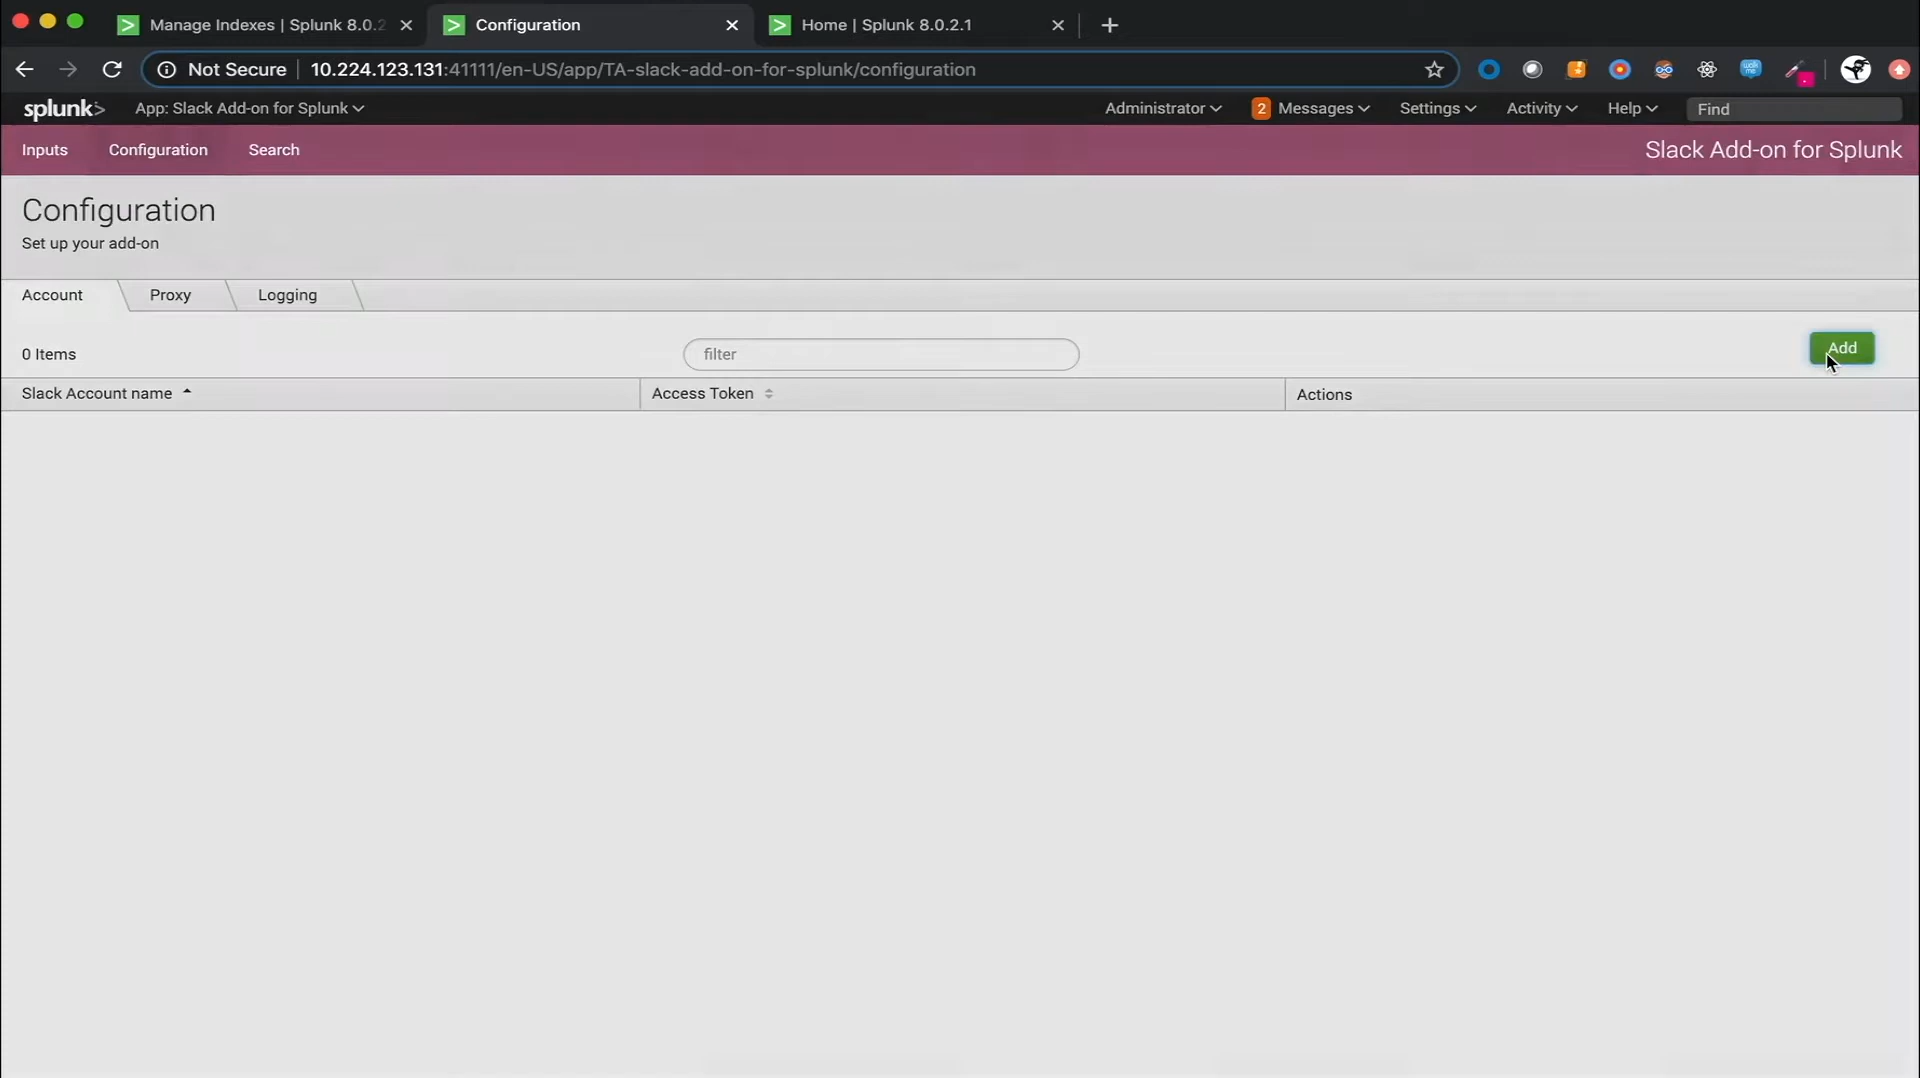 Manage Indexes | Splunk 8.0.2
Configuration
Home | Splunk 8.0.2.1
Not Secure | 10.224.123.131:41111/en-US/app/TA-slack-add-on-for-splunk/configuration
splunk> App: Slack Add-on for Splunk Administrator 2 Messages Settings Activity Help Find
Inputs Configuration Search Slack Add-on for Splunk
Configuration
Set up your add-on
Account Proxy Logging
0 Items filter Add
Slack Account name Access Token Actions